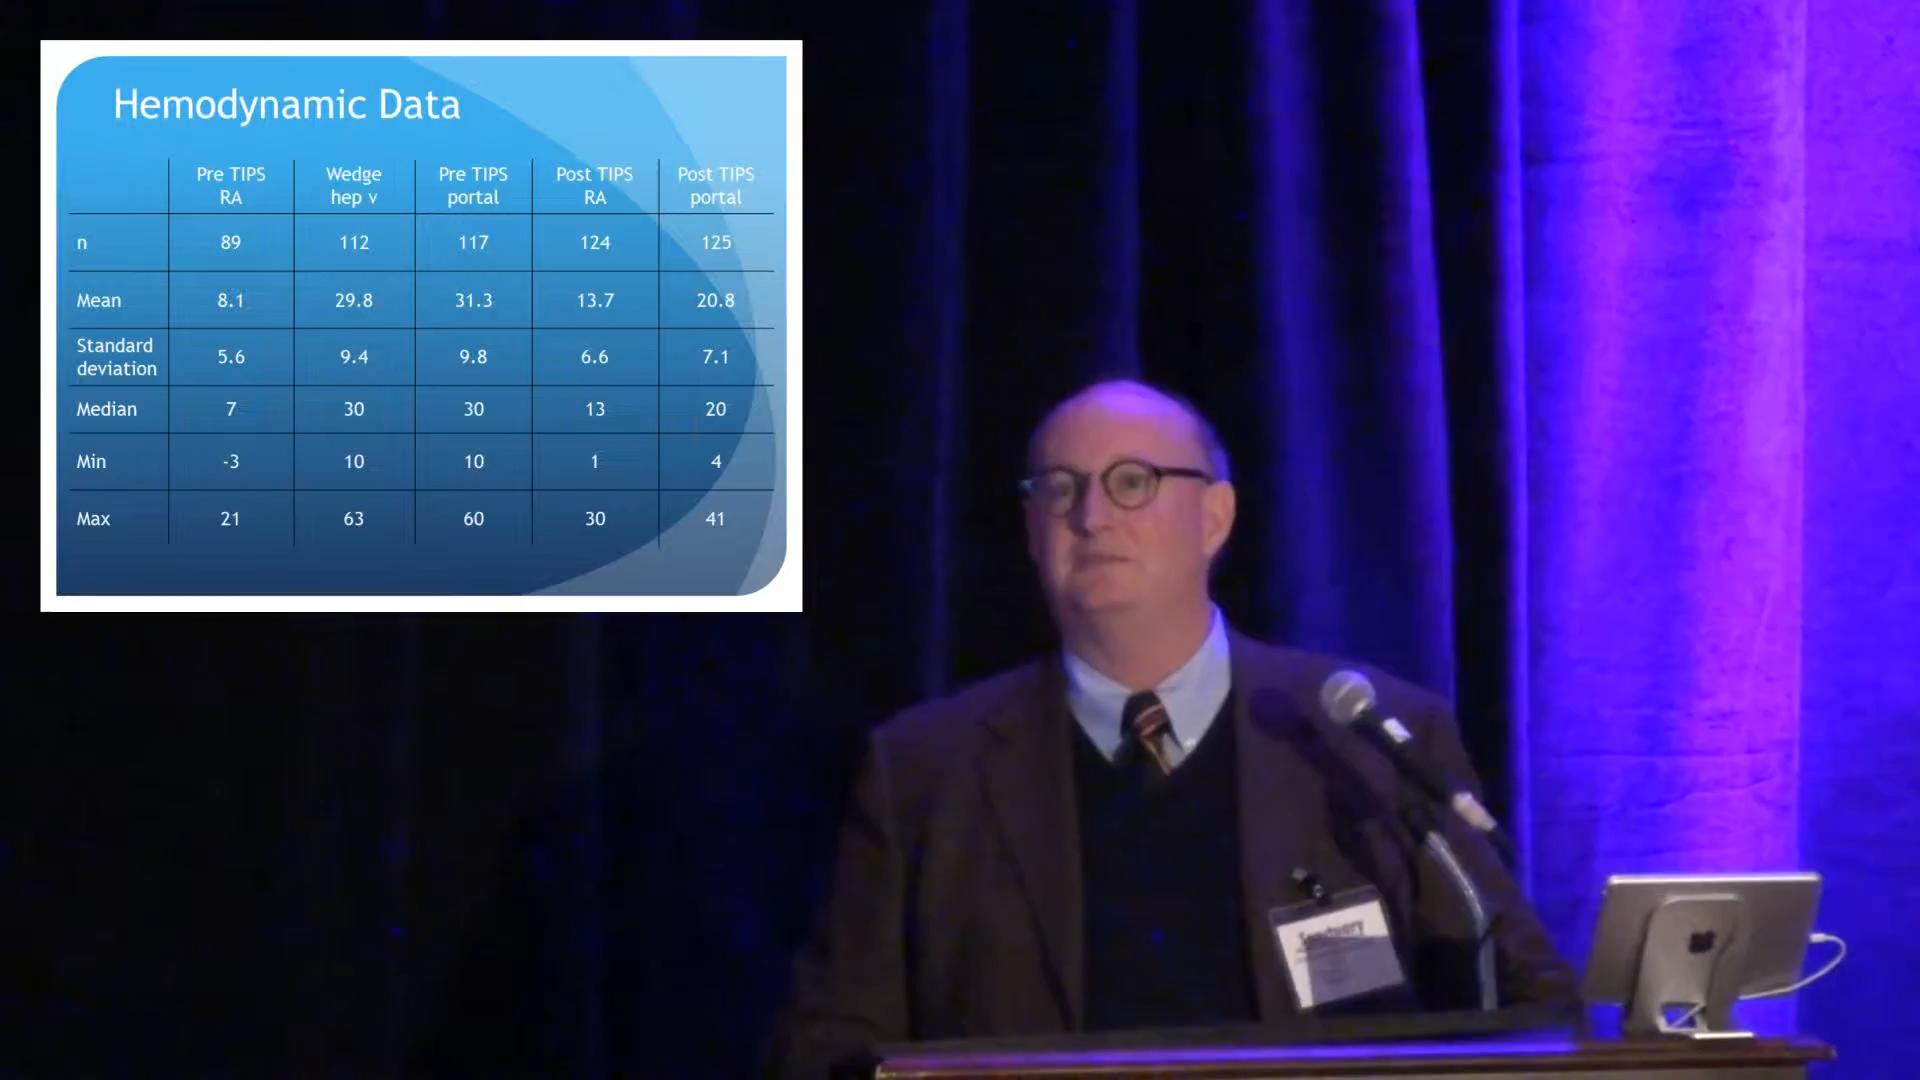 Hemodynamic Data
Pre TIPS RA Wedge hep v Pre TIPS portal Post TIPS RA Post TIPS portal
n 89 112 117 124 125
Mean 8.1 29.8 31.3 13.7 20.8
Standard deviation 5.6 9.4 9.8 6.6 7.1
Median 7 30 30 13 20
Min -3 10 10 1 4
Max 21 63 60 30 41